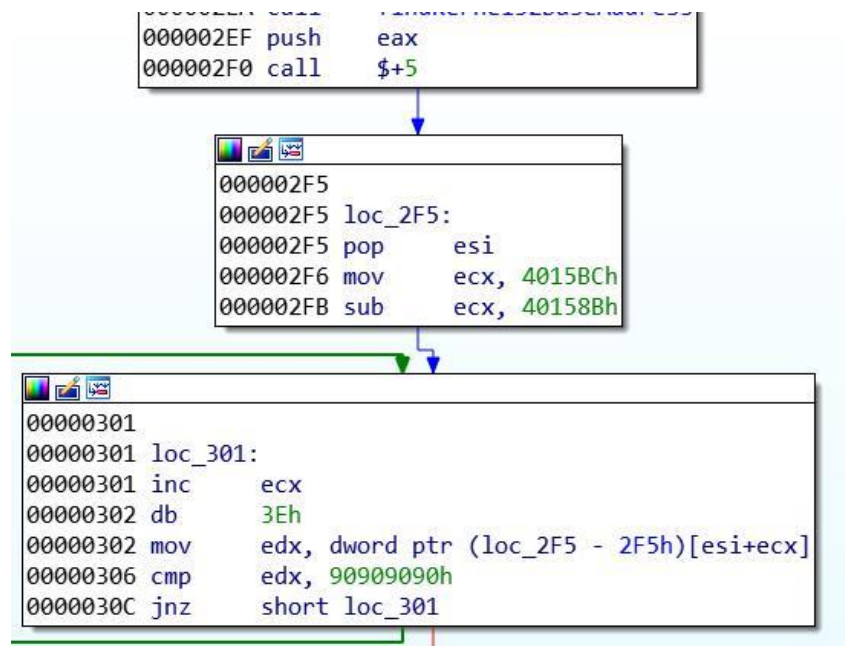 000002EF push eax
000002F0 call $+5
000002F5
000002F5 loc_2F5:
000002F5 pop esi
000002F6 mov ecx, 4015BCh
000002FB sub ecx, 40158Bh
00000301
00000301 loc_301:
00000301 inc ecx
00000302 db 3Eh
00000302 mov edx, dword ptr (loc_2F5 - 2F5h)[esi+ecx]
00000306 cmp edx, 90909090h
0000030C jnz short loc_301